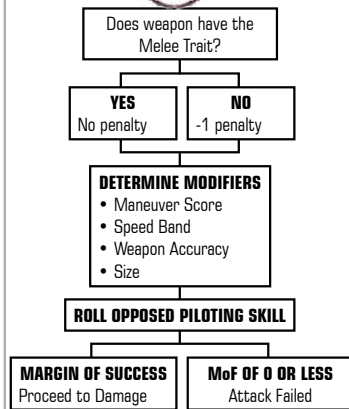 Does weapon have the
Melee Trait?
YES
No penalty
NO
-1 penalty
DETERMINE MODIFIERS
• Maneuver Score
• Speed Band
• Weapon Accuracy
• Size
ROLL OPPOSED PILOTING SKILL
MARGIN OF SUCCESS
Proceed to Damage
MoF OF 0 OR LESS
Attack Failed